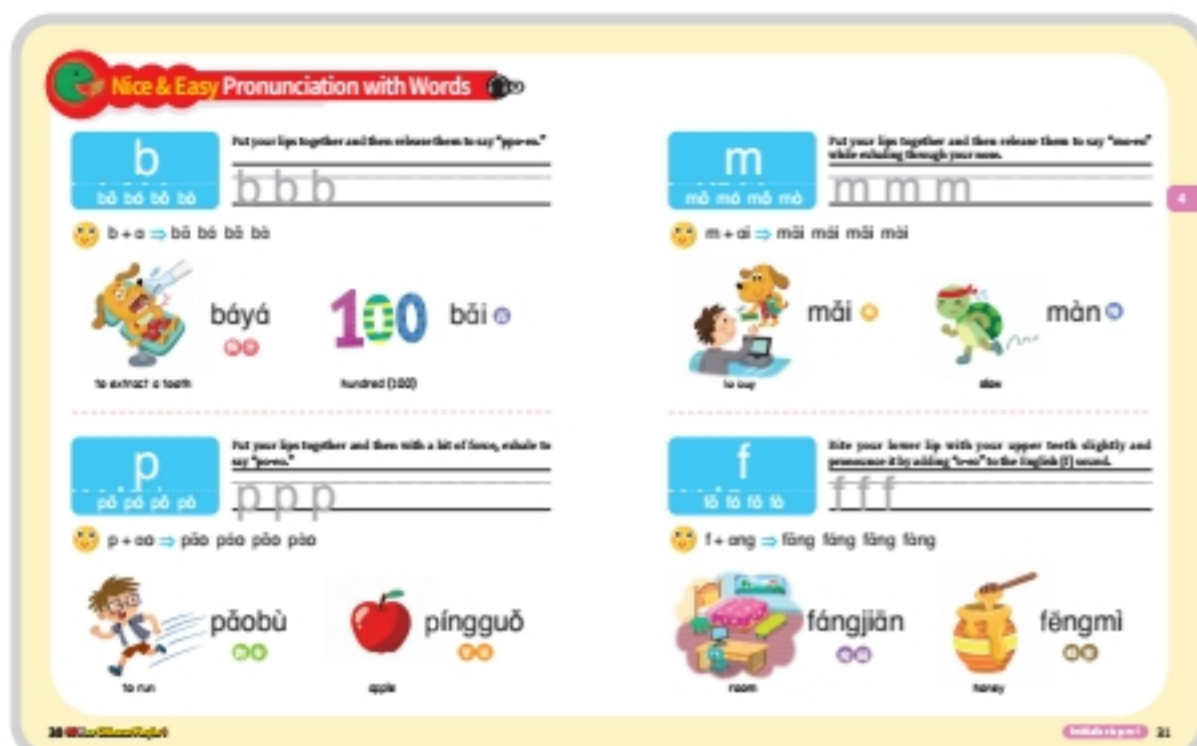 Nice & Easy Pronunciation with Words
b
bō bó bǒ bò
Put your lips together and then release them to say "ppo-eo."
b b b
b + a ⇒ bā bá bǎ bà
báyá
to extract a tooth
100
bǎi
hundred (100)
p
pō pó pǒ pò
Put your lips together and then with a bit of force, exhale to
say "po-eo."
p p p
p + ao ⇒ pāo páo pǎo pào
pǎobù
to run
píngguǒ
apple
30
m
mō mó mǒ mò
Put your lips together and then release them to say "mo-eo"
while exhaling through your nose.
m m m
m + ai ⇒ māi mái mǎi mài
mǎi
to buy
màn
slow
4
f
fō fó fǒ fò
Bite your lower lip with your upper teeth slightly and
pronounce it by adding "o-eo" to the English [f] sound.
f f f
f + ang ⇒ fāng fáng fǎng fàng
fángjiān
room
fēngmì
honey
31